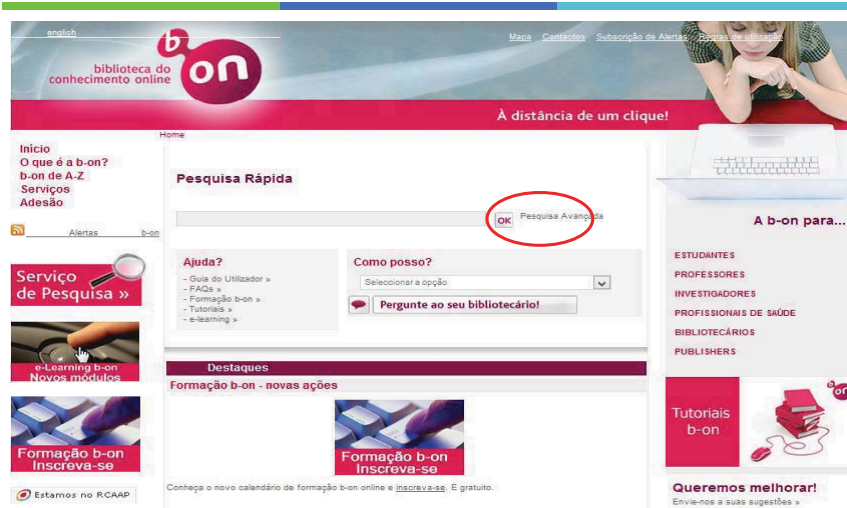 english
Mapa Contactos Subscrição de Alertas Regras de utilização
b
on
biblioteca do
conhecimento online
À distância de um clique!
Home
Início
O que é a b-on?
b-on de A-Z
Serviços
Adesão
Alertas b-on
Serviço
de Pesquisa »
e-Learning b-on
Novos módulos
Formação b-on
Inscreva-se
Estamos no RCAAP
Pesquisa Rápida
OK Pesquisa Avançada
Ajuda?
- Guia do Utilizador »
- FAQs »
- Formação b-on »
- Tutoriais »
- e-learning »
Como posso?
Seleccionar a opção
Pergunte ao seu bibliotecário!
Destaques
Formação b-on - novas ações
Formação b-on
Inscreva-se
Conheça o novo calendário de formação b-on online e inscreva-se. É gratuito.
A b-on para...
ESTUDANTES
PROFESSORES
INVESTIGADORES
PROFISSIONAIS DE SAÚDE
BIBLIOTECÁRIOS
PUBLISHERS
Tutoriais
b-on
b
on
Queremos melhorar!
Envie-nos a suas sugestões »